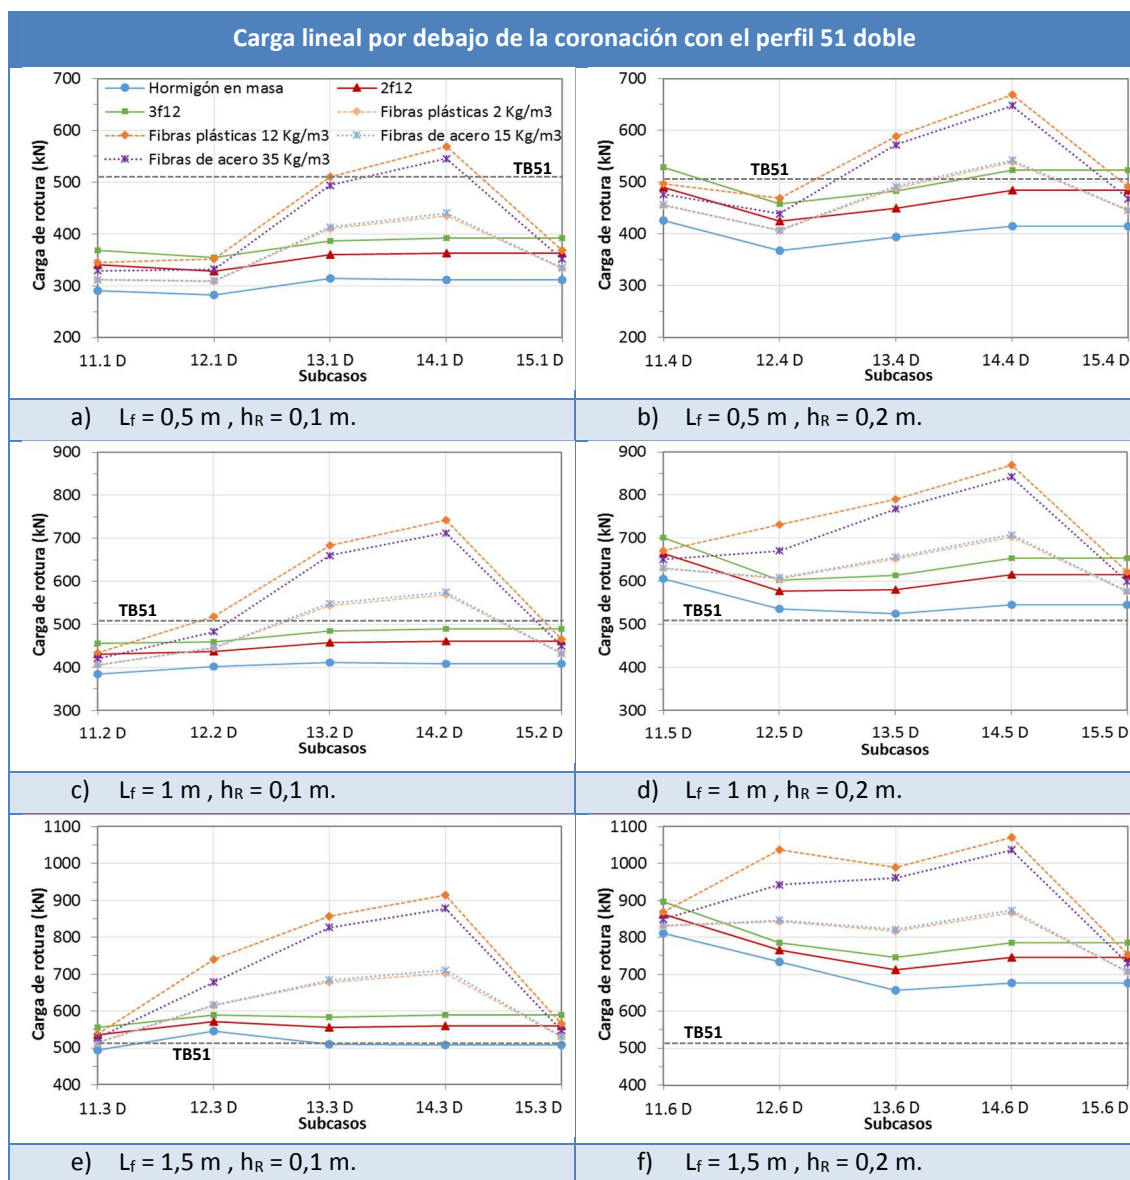 Carga lineal por debajo de la coronación con el perfil 51 doble
700
600
500
400
300
200
Carga de rotura (kN)
Hormigón en masa
2f12
3f12
Fibras plásticas 2 Kg/m3
Fibras plásticas 12 Kg/m3
Fibras de acero 15 Kg/m3
Fibras de acero 35 Kg/m3
TB51
11.1 D 12.1 D 13.1 D 14.1 D 15.1 D
Subcasos
a) Lf = 0,5 m , hR = 0,1 m.
700
600
500
400
300
200
Carga de rotura (kN)
TB51
11.4 D 12.4 D 13.4 D 14.4 D 15.4 D
Subcasos
b) Lf = 0,5 m , hR = 0,2 m.
900
800
700
600
500
400
300
Carga de rotura (kN)
TB51
11.2 D 12.2 D 13.2 D 14.2 D 15.2 D
Subcasos
c) Lf = 1 m , hR = 0,1 m.
900
800
700
600
500
400
300
Carga de rotura (kN)
TB51
11.5 D 12.5 D 13.5 D 14.5 D 15.5 D
Subcasos
d) Lf = 1 m , hR = 0,2 m.
1100
1000
900
800
700
600
500
400
Carga de rotura (kN)
TB51
11.3 D 12.3 D 13.3 D 14.3 D 15.3 D
Subcasos
e) Lf = 1,5 m , hR = 0,1 m.
1100
1000
900
800
700
600
500
400
Carga de rotura (kN)
TB51
11.6 D 12.6 D 13.6 D 14.6 D 15.6 D
Subcasos
f) Lf = 1,5 m , hR = 0,2 m.